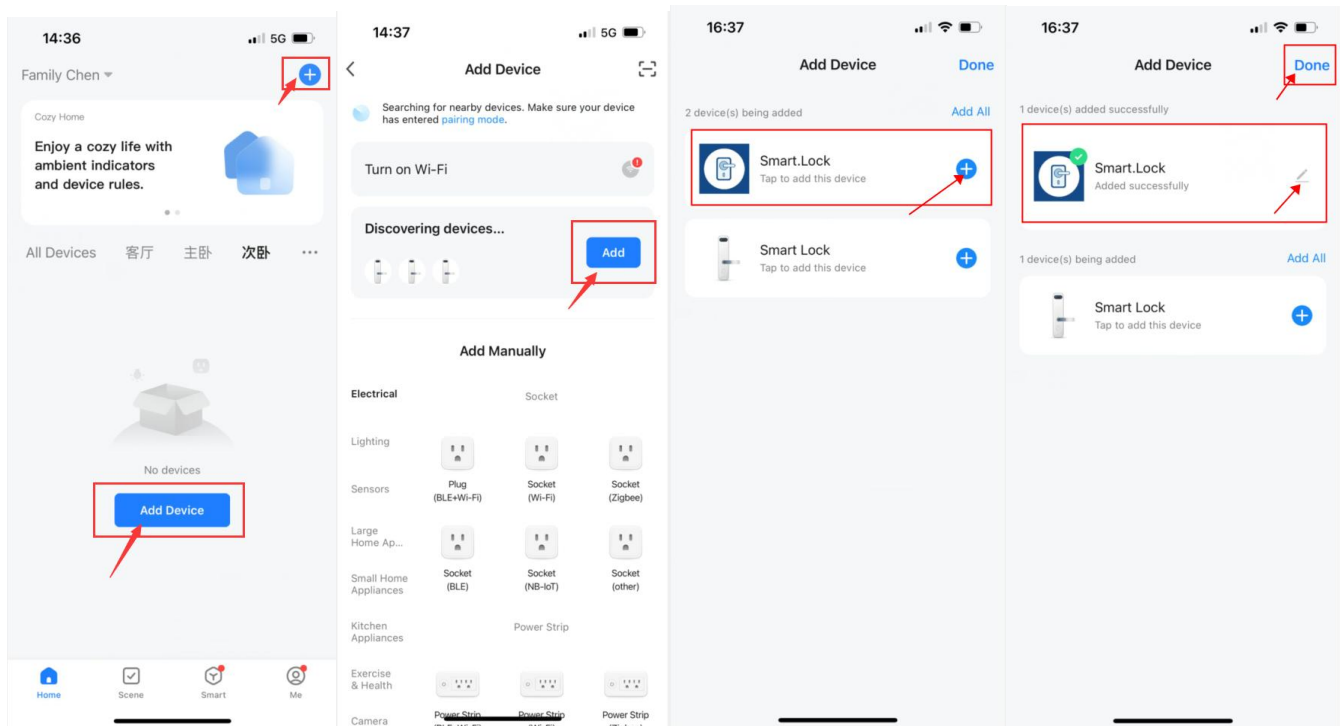 14:36
5G
Family Chen
Cozy Home
Enjoy a cozy life with
ambient indicators
and device rules.
All Devices 客厅 主卧 次卧 ...
No devices
Add Device
Home Scene Smart Me
14:37
5G
Add Device
Searching for nearby devices. Make sure your device
has entered pairing mode.
Turn on Wi-Fi
Discovering devices...
Add
Add Manually
Electrical
Socket
Lighting
Plug
(BLE+Wi-Fi)
Socket
(Wi-Fi)
Socket
(Zigbee)
Sensors
Large
Home Ap...
Socket
(BLE)
Socket
(NB-IoT)
Socket
(other)
Small Home
Appliances
Kitchen
Appliances
Power Strip
Exercise
& Health
Camera
Power Strip
Power Strip
Power Strip
16:37
Add Device
Done
2 device(s) being added
Add All
Smart.Lock
Tap to add this device
Smart Lock
Tap to add this device
16:37
Add Device
Done
1 device(s) added successfully
Smart.Lock
Added successfully
1 device(s) being added
Add All
Smart Lock
Tap to add this device